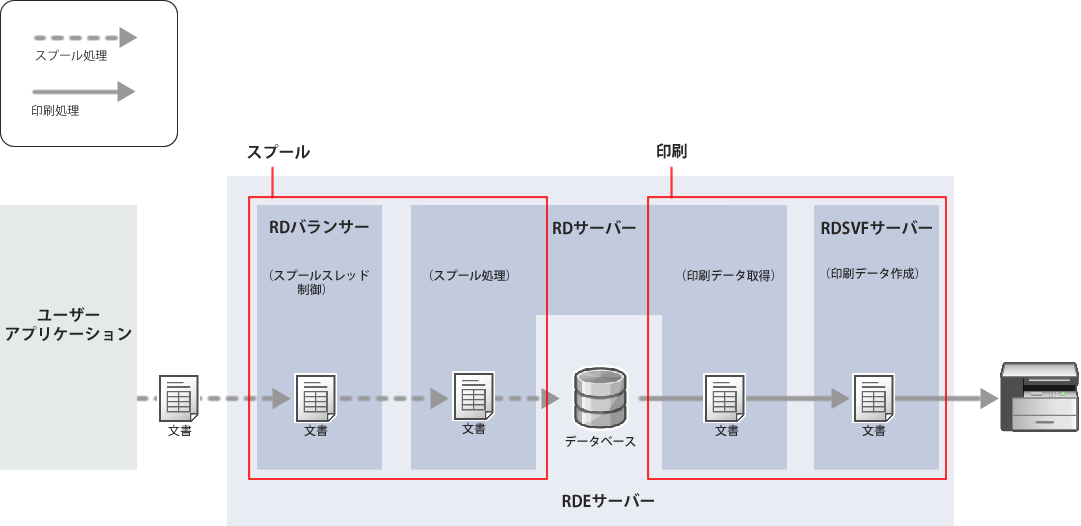 スプール処理
印刷処理
スプール
印刷
RDバランサー
RDサーバー
RDSVFサーバー
（スプールスレッド
制御）
（スプール処理）
（印刷データ取得）
（印刷データ作成）
ユーザー
アプリケーション
文書
文書
文書
データベース
文書
文書
RDEサーバー